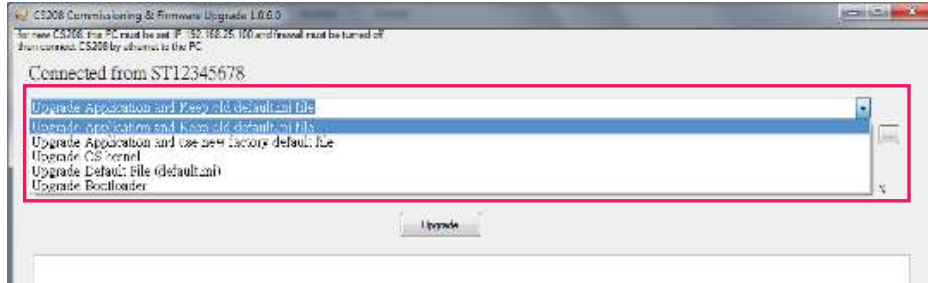 CS208 Commissioning & Firmware Upgrade 1.0.6.0
for new CS208, this PC must be set IP 192.168.25.100 and firewall must be turned off
then connect CS208 by ethernet to the PC
Connected from ST12345678
Upgrade Application and Keep old default.ini file
Upgrade Application and Keep old default.ini file
Upgrade Application and use new factory default file
Upgrade OS kernel
Upgrade Default File (default.ini)
Upgrade Bootloader
%
Upgrade